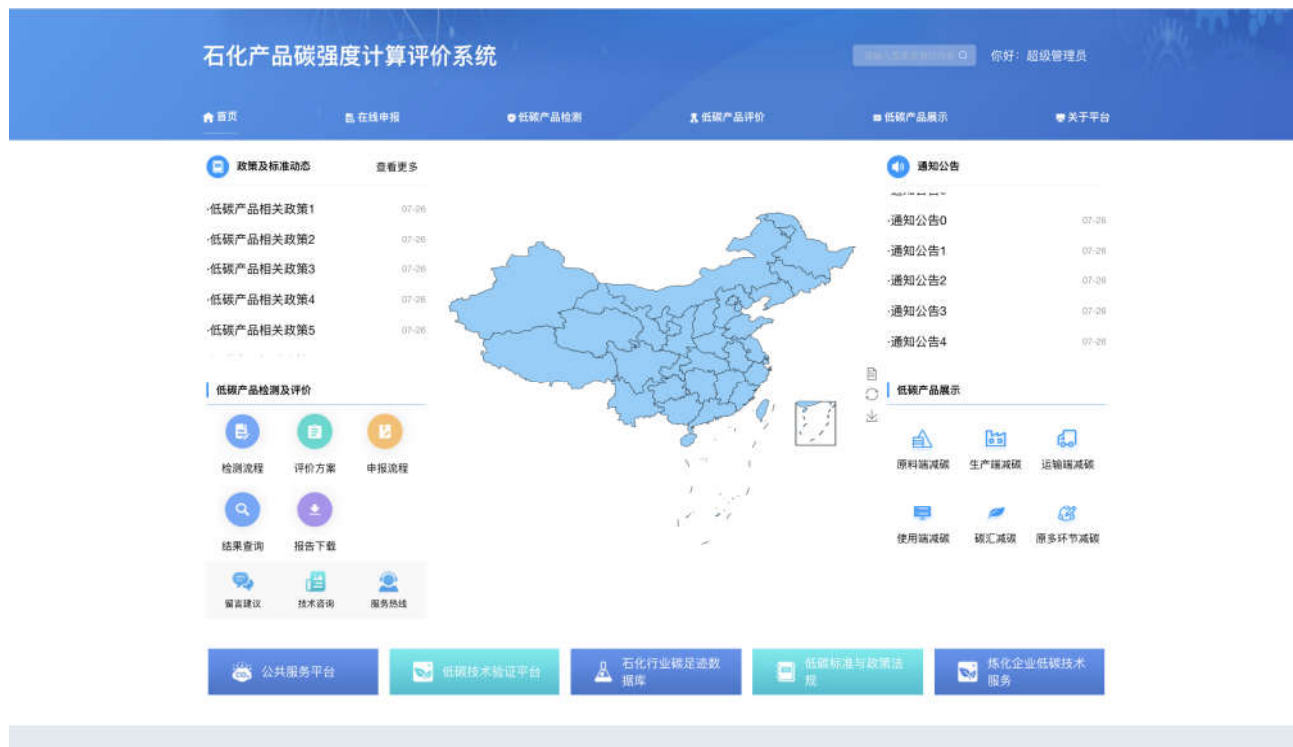 石化产品碳强度计算评价系统
你好：超级管理员
首页
在线申报
低碳产品检测
低碳产品评价
低碳产品展示
关于平台
政策及标准动态
查看更多
·低碳产品相关政策1 07-26
·低碳产品相关政策2 07-26
·低碳产品相关政策3 07-26
·低碳产品相关政策4 07-26
·低碳产品相关政策5 07-26
通知公告
·通知公告0 07-26
·通知公告1 07-26
·通知公告2 07-26
·通知公告3 07-26
·通知公告4 07-26
低碳产品检测及评价
检测流程
评价方案
申报流程
结果查询
报告下载
留言建议
技术咨询
服务热线
低碳产品展示
原料端减碳
生产端减碳
运输端减碳
使用端减碳
碳汇减碳
原多环节减碳
公共服务平台
低碳技术验证平台
石化行业碳足迹数
据库
低碳标准与政策法
规
炼化企业低碳技术
服务